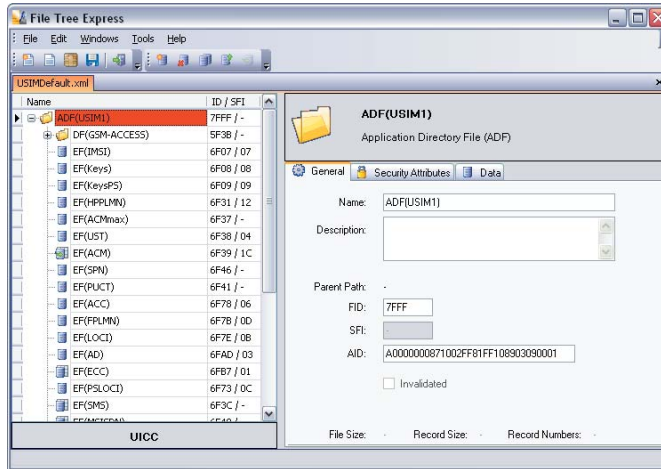 File Tree Express
File Edit Windows Tools Help
USIMDefault.xml
Name ID / SFI
ADF(USIM1) 7FFF / -
DF(GSM-ACCESS) 5F3B / -
EF(IMSI) 6F07 / 07
EF(Keys) 6F08 / 08
EF(KeysPS) 6F09 / 09
EF(HPPLMN) 6F31 / 12
EF(ACMmax) 6F37 / -
EF(UST) 6F38 / 04
EF(ACM) 6F39 / 1C
EF(SPN) 6F46 / -
EF(PUCT) 6F41 / -
EF(ACC) 6F78 / 06
EF(FPLMN) 6F7B / 0D
EF(LOCI) 6F7E / 0B
EF(AD) 6FAD / 03
EF(ECC) 6FB7 / 01
EF(PSLOCI) 6F73 / 0C
EF(SMS) 6F3C / -
UICC
ADF(USIM1)
Application Directory File (ADF)
General Security Attributes Data
Name: ADF(USIM1)
Description:
Parent Path: -
FID: 7FFF
SFI: -
AID: A0000000871002FF81FF108903090001
Invalidated
File Size: - Record Size: - Record Numbers: -